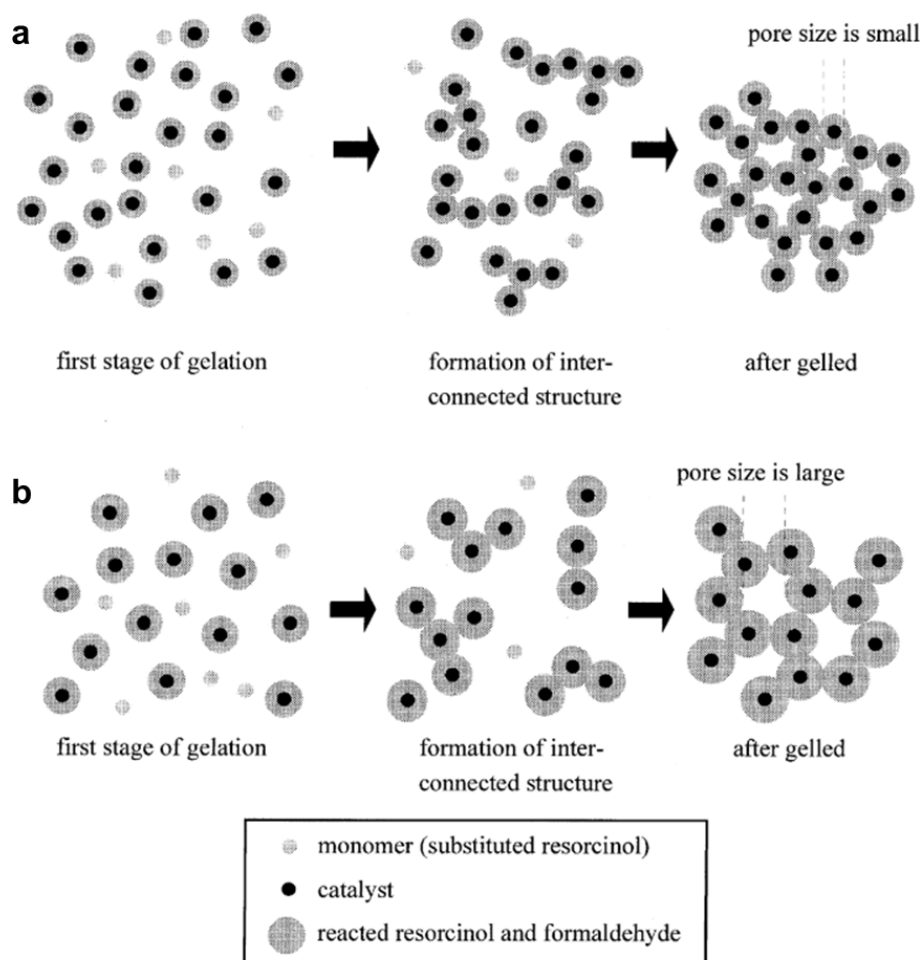 a
pore size is small
first stage of gelation
formation of inter-
connected structure
after gelled
b
pore size is large
first stage of gelation
formation of inter-
connected structure
after gelled
monomer (substituted resorcinol)
catalyst
reacted resorcinol and formaldehyde